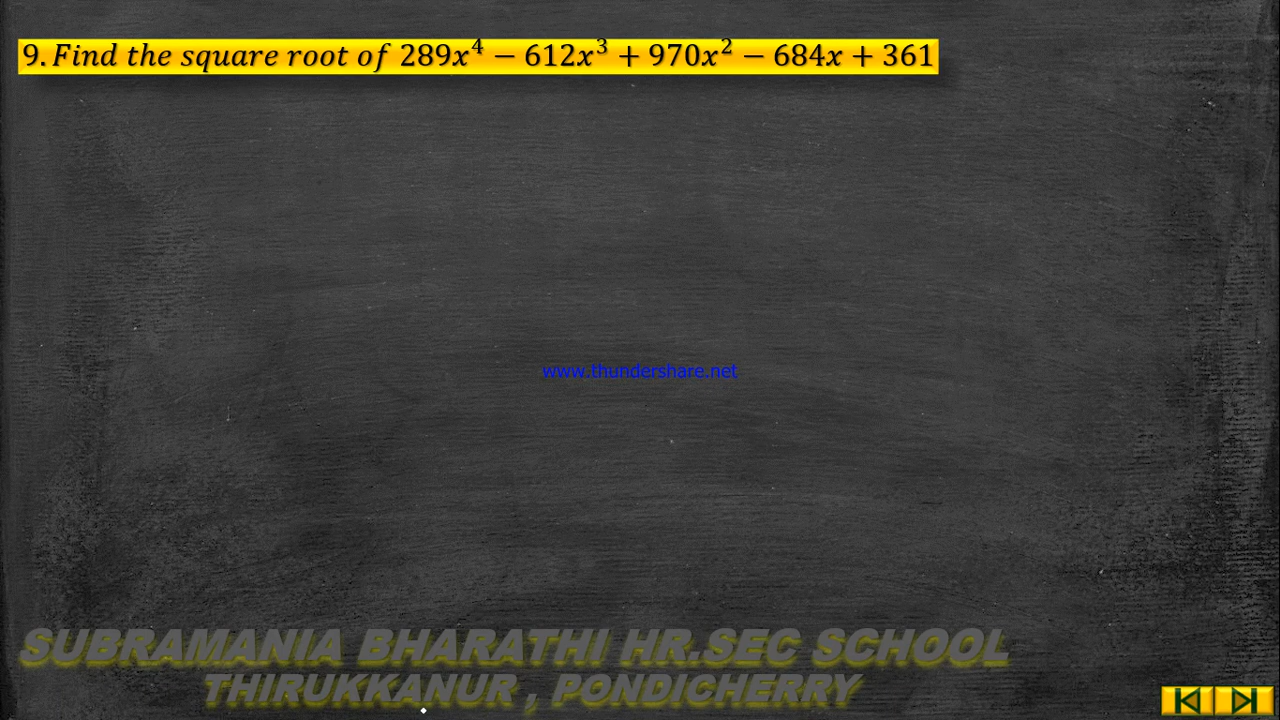 9. Find the square root of 289x⁴ − 612x³ + 970x² − 684x + 361
www.thundershare.net
SUBRAMANIA BHARATHI HR.SEC SCHOOL
THIRUKKANUR , PONDICHERRY